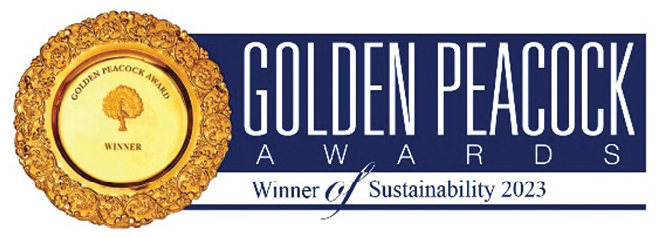 GOLDEN PEACOCK AWARD
WINNER
GOLDEN PEACOCK
AWARDS
Winner of Sustainability 2023